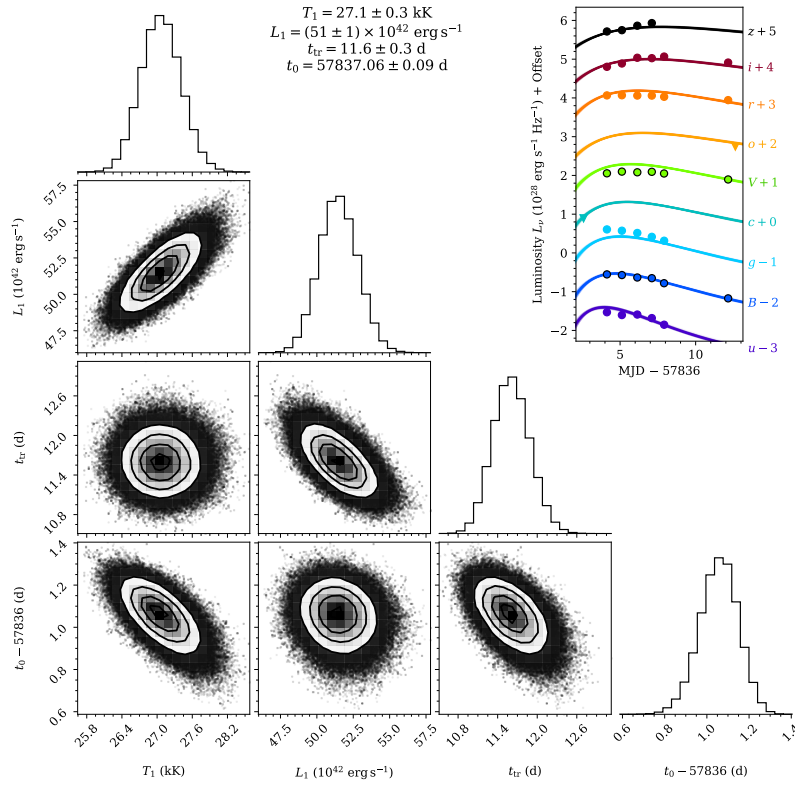 T₁ = 27.1 ± 0.3 kK
L₁ = (51 ± 1) × 10⁴² erg s⁻¹
t_tr = 11.6 ± 0.3 d
t₀ = 57837.06 ± 0.09 d
Luminosity Lᵥ (10²⁸ erg s⁻¹ Hz⁻¹) + Offset
6
5
4
3
2
1
0
−1
−2
z + 5
i + 4
r + 3
o + 2
V + 1
c + 0
g − 1
B − 2
u − 3
5 10
MJD − 57836
L₁ (10⁴² erg s⁻¹)
57.5
55.0
52.5
50.0
47.5
t_tr (d)
12.6
12.0
11.4
10.8
t₀ − 57836 (d)
1.4
1.2
1.0
0.8
0.6
25.8 26.4 27.0 27.6 28.2
47.5 50.0 52.5 55.0 57.5
10.8 11.4 12.0 12.6
0.6 0.8 1.0 1.2 1.4
T₁ (kK)
L₁ (10⁴² erg s⁻¹)
t_tr (d)
t₀ − 57836 (d)